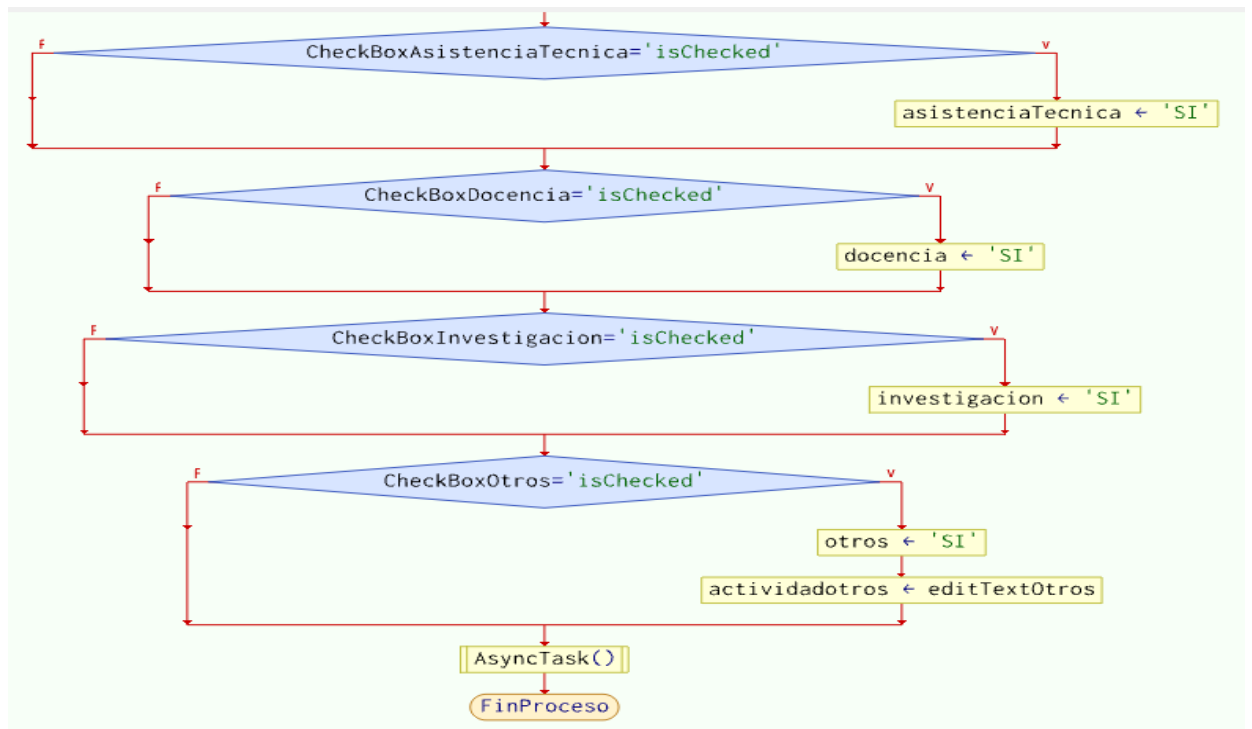 CheckBoxAsistenciaTecnica='isChecked'
F
V
asistenciaTecnica ← 'SI'
CheckBoxDocencia='isChecked'
F
V
docencia ← 'SI'
CheckBoxInvestigacion='isChecked'
F
V
investigacion ← 'SI'
CheckBoxOtros='isChecked'
F
V
otros ← 'SI'
actividadotros ← editTextOtros
AsyncTask()
FinProceso